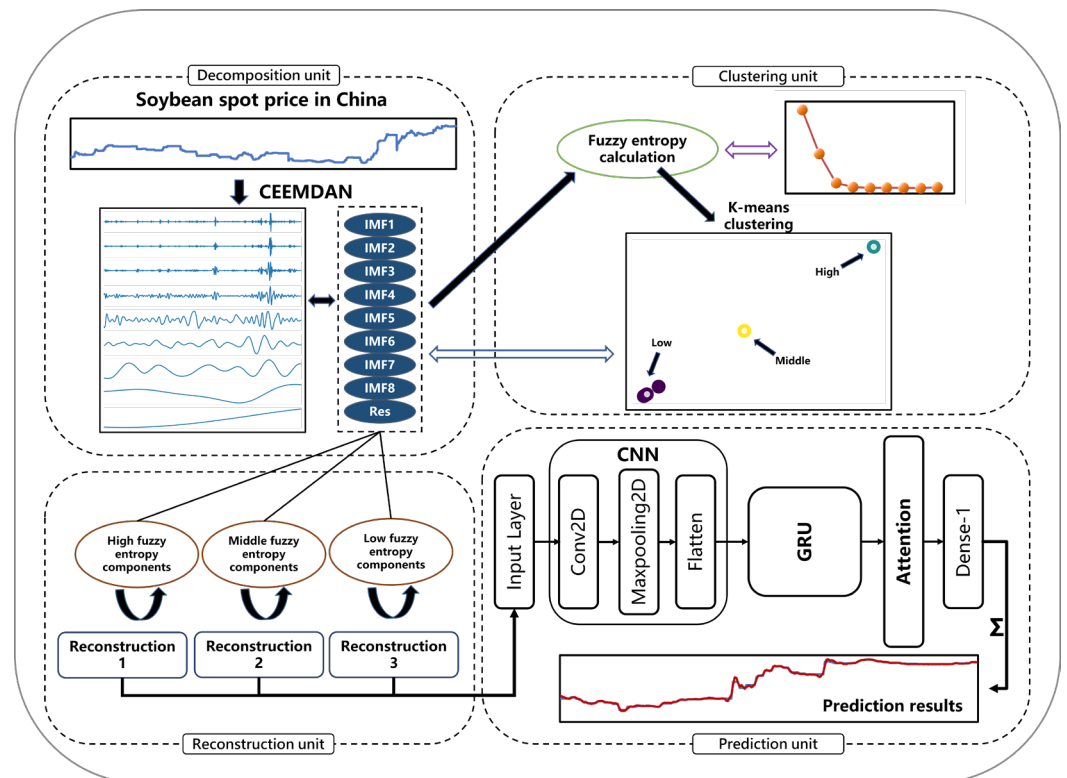 Decomposition unit
Soybean spot price in China
CEEMDAN
IMF1
IMF2
IMF3
IMF4
IMF5
IMF6
IMF7
IMF8
Res
Clustering unit
Fuzzy entropy
calculation
K-means
clustering
High
Low
Middle
High fuzzy
entropy
components
Middle fuzzy
entropy
components
Low fuzzy
entropy
components
Reconstruction
1
Reconstruction
2
Reconstruction
3
Reconstruction unit
CNN
Input Layer
Conv2D
Maxpooling2D
Flatten
GRU
Attention
Dense-1
Σ
Prediction results
Prediction unit